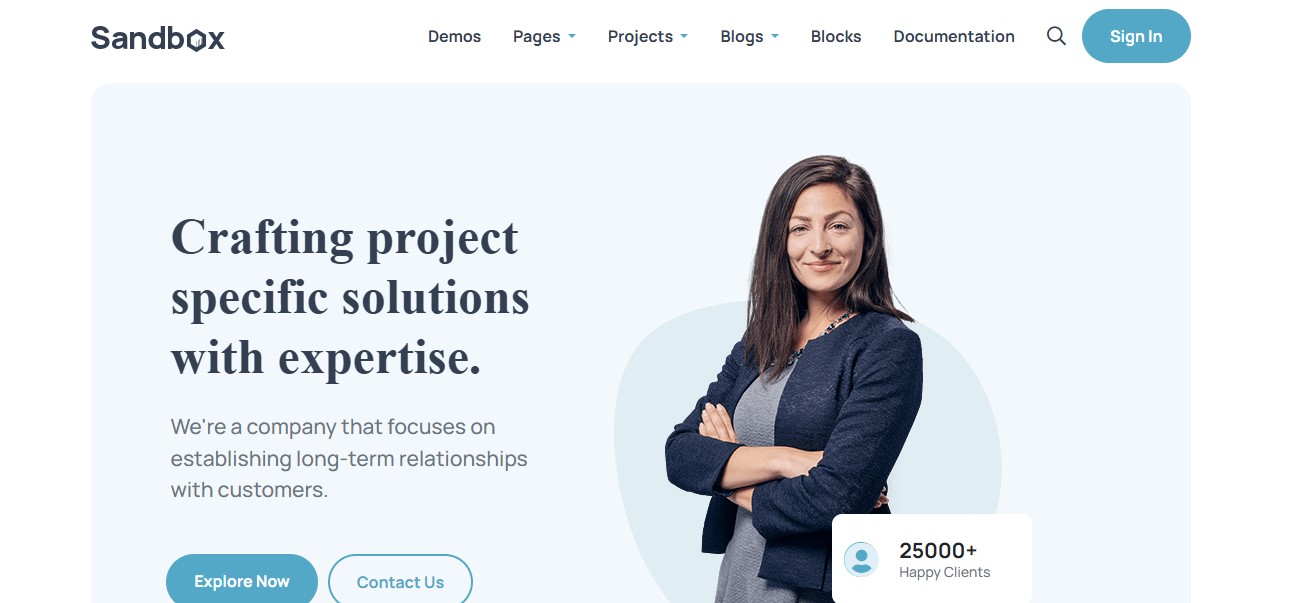 Sandbox
Demos Pages Projects Blogs Blocks Documentation Sign In
Crafting project
specific solutions
with expertise.
We're a company that focuses on
establishing long-term relationships
with customers.
Explore Now Contact Us
25000+
Happy Clients